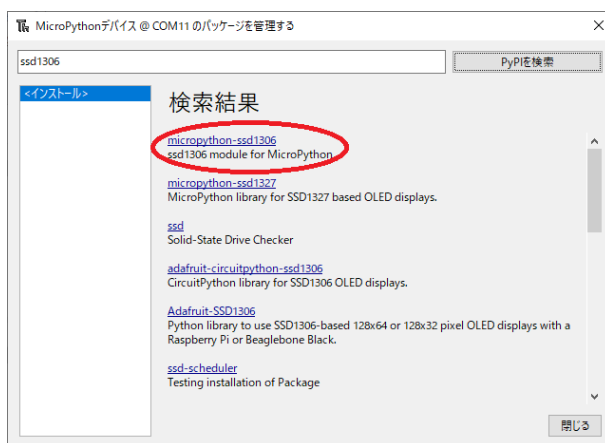 MicroPythonデバイス @ COM11 のパッケージを管理する
ssd1306
PyPIを検索
<インストール>
検索結果
micropython-ssd1306
ssd1306 module for MicroPython
micropython-ssd1327
MicroPython library for SSD1327 based OLED displays.
ssd
Solid-State Drive Checker
adafruit-circuitpython-ssd1306
CircuitPython library for SSD1306 OLED displays.
Adafruit-SSD1306
Python library to use SSD1306-based 128x64 or 128x32 pixel OLED displays with a
Raspberry Pi or Beaglebone Black.
ssd-scheduler
Testing installation of Package
閉じる